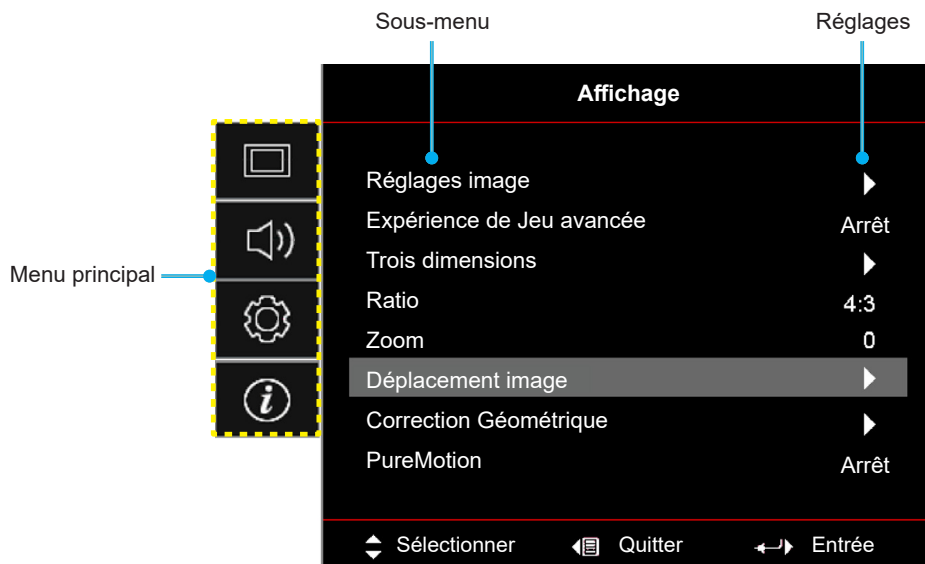 Sous-menu Réglages
Affichage
Réglages image
Expérience de Jeu avancée Arrêt
Trois dimensions
Menu principal
Ratio 4:3
Zoom 0
Déplacement image
Correction Géométrique
PureMotion Arrêt
Sélectionner Quitter Entrée